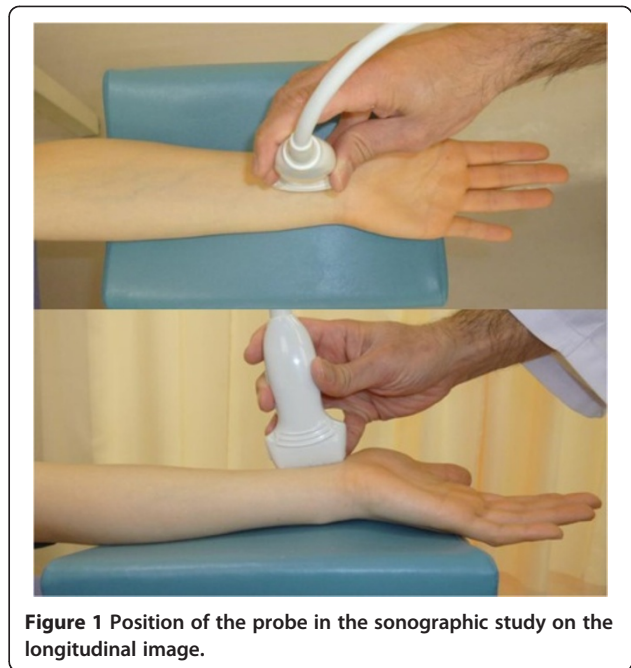 Figure 1 Position of the probe in the sonographic study on the
longitudinal image.